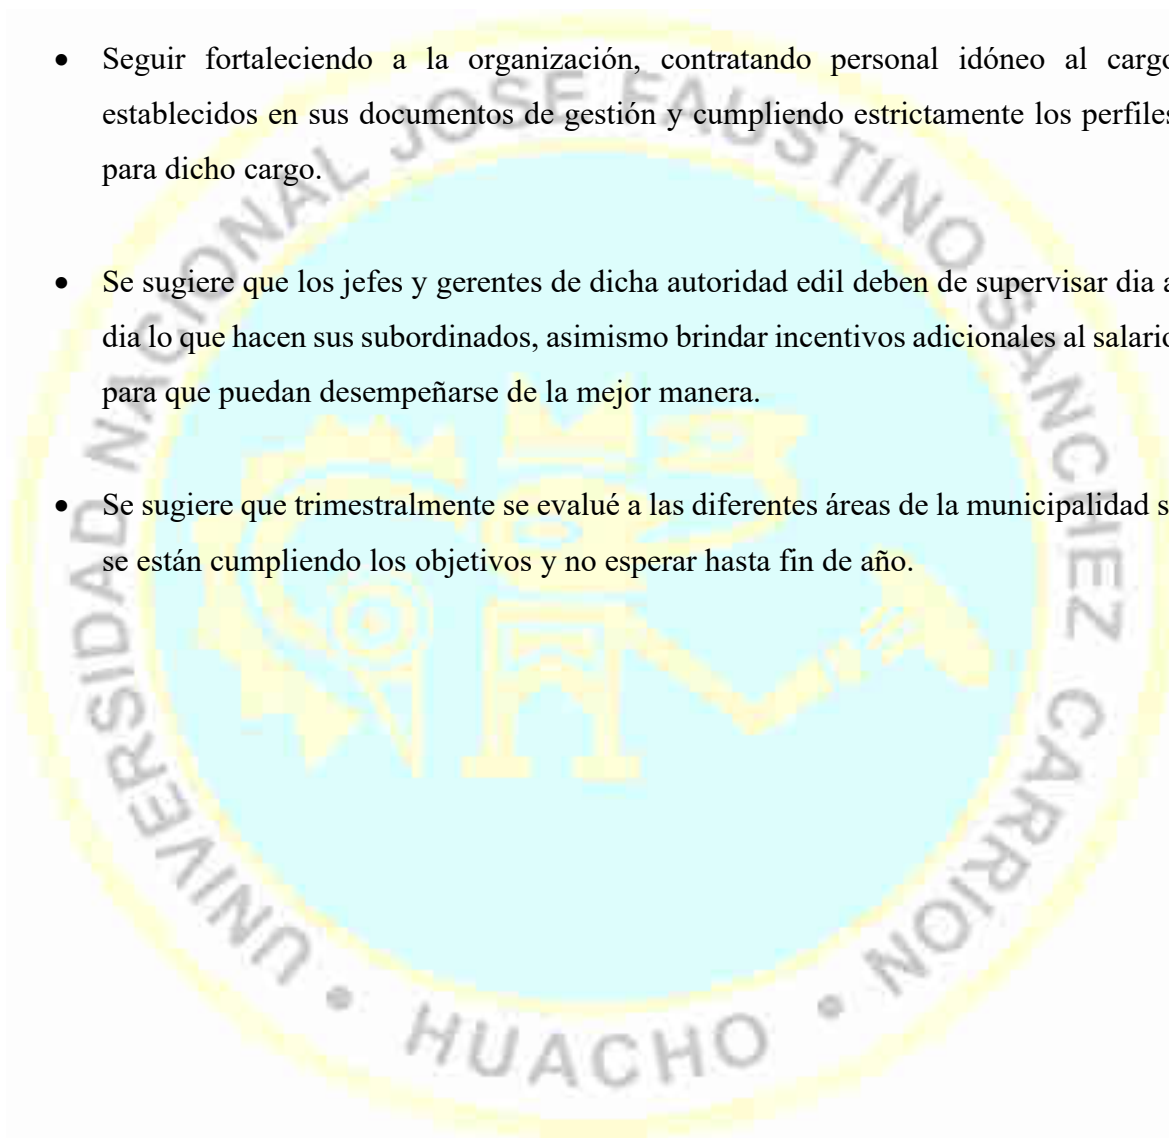 • Seguir fortaleciendo a la organización, contratando personal idóneo al cargo
establecidos en sus documentos de gestión y cumpliendo estrictamente los perfiles
para dicho cargo.
• Se sugiere que los jefes y gerentes de dicha autoridad edil deben de supervisar dia a
dia lo que hacen sus subordinados, asimismo brindar incentivos adicionales al salario
para que puedan desempeñarse de la mejor manera.
• Se sugiere que trimestralmente se evalué a las diferentes áreas de la municipalidad s
se están cumpliendo los objetivos y no esperar hasta fin de año.
UNIVERSIDAD NACIONAL JOSE FAUSTINO SANCHEZ CARRION
• HUACHO •